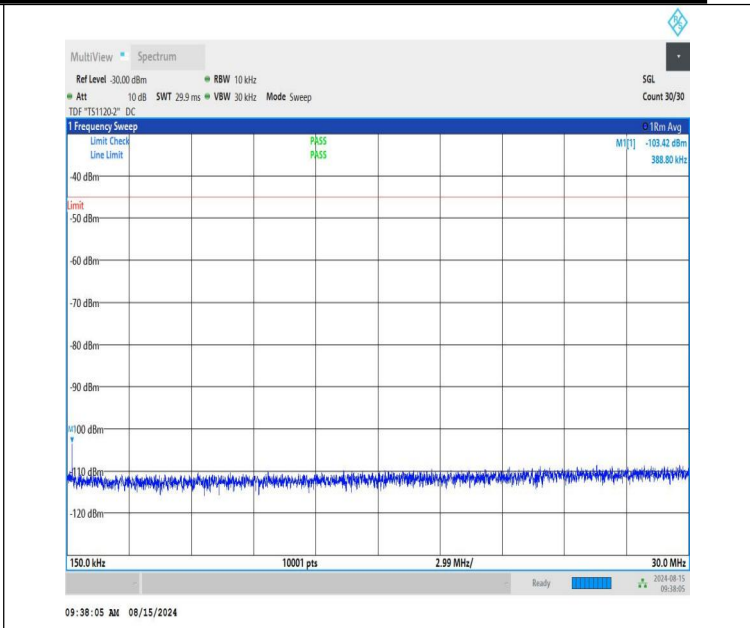 R S
MultiView Spectrum
Ref Level -30.00 dBm RBW 10 kHz SGL
Att 10 dB SWT 29.9 ms VBW 30 kHz Mode Sweep Count 30/30
TDF "TS1120-2" DC
1 Frequency Sweep 1Rm Avg
Limit Check PASS M1[1] -103.42 dBm
Line Limit PASS 388.80 kHz
-40 dBm
Limit
-50 dBm
-60 dBm
-70 dBm
-80 dBm
-90 dBm
M1
-100 dBm
-110 dBm
-120 dBm
150.0 kHz 10001 pts 2.99 MHz/ 30.0 MHz
Ready 2024-08-15
09:38:05
09:38:05 AM 08/15/2024